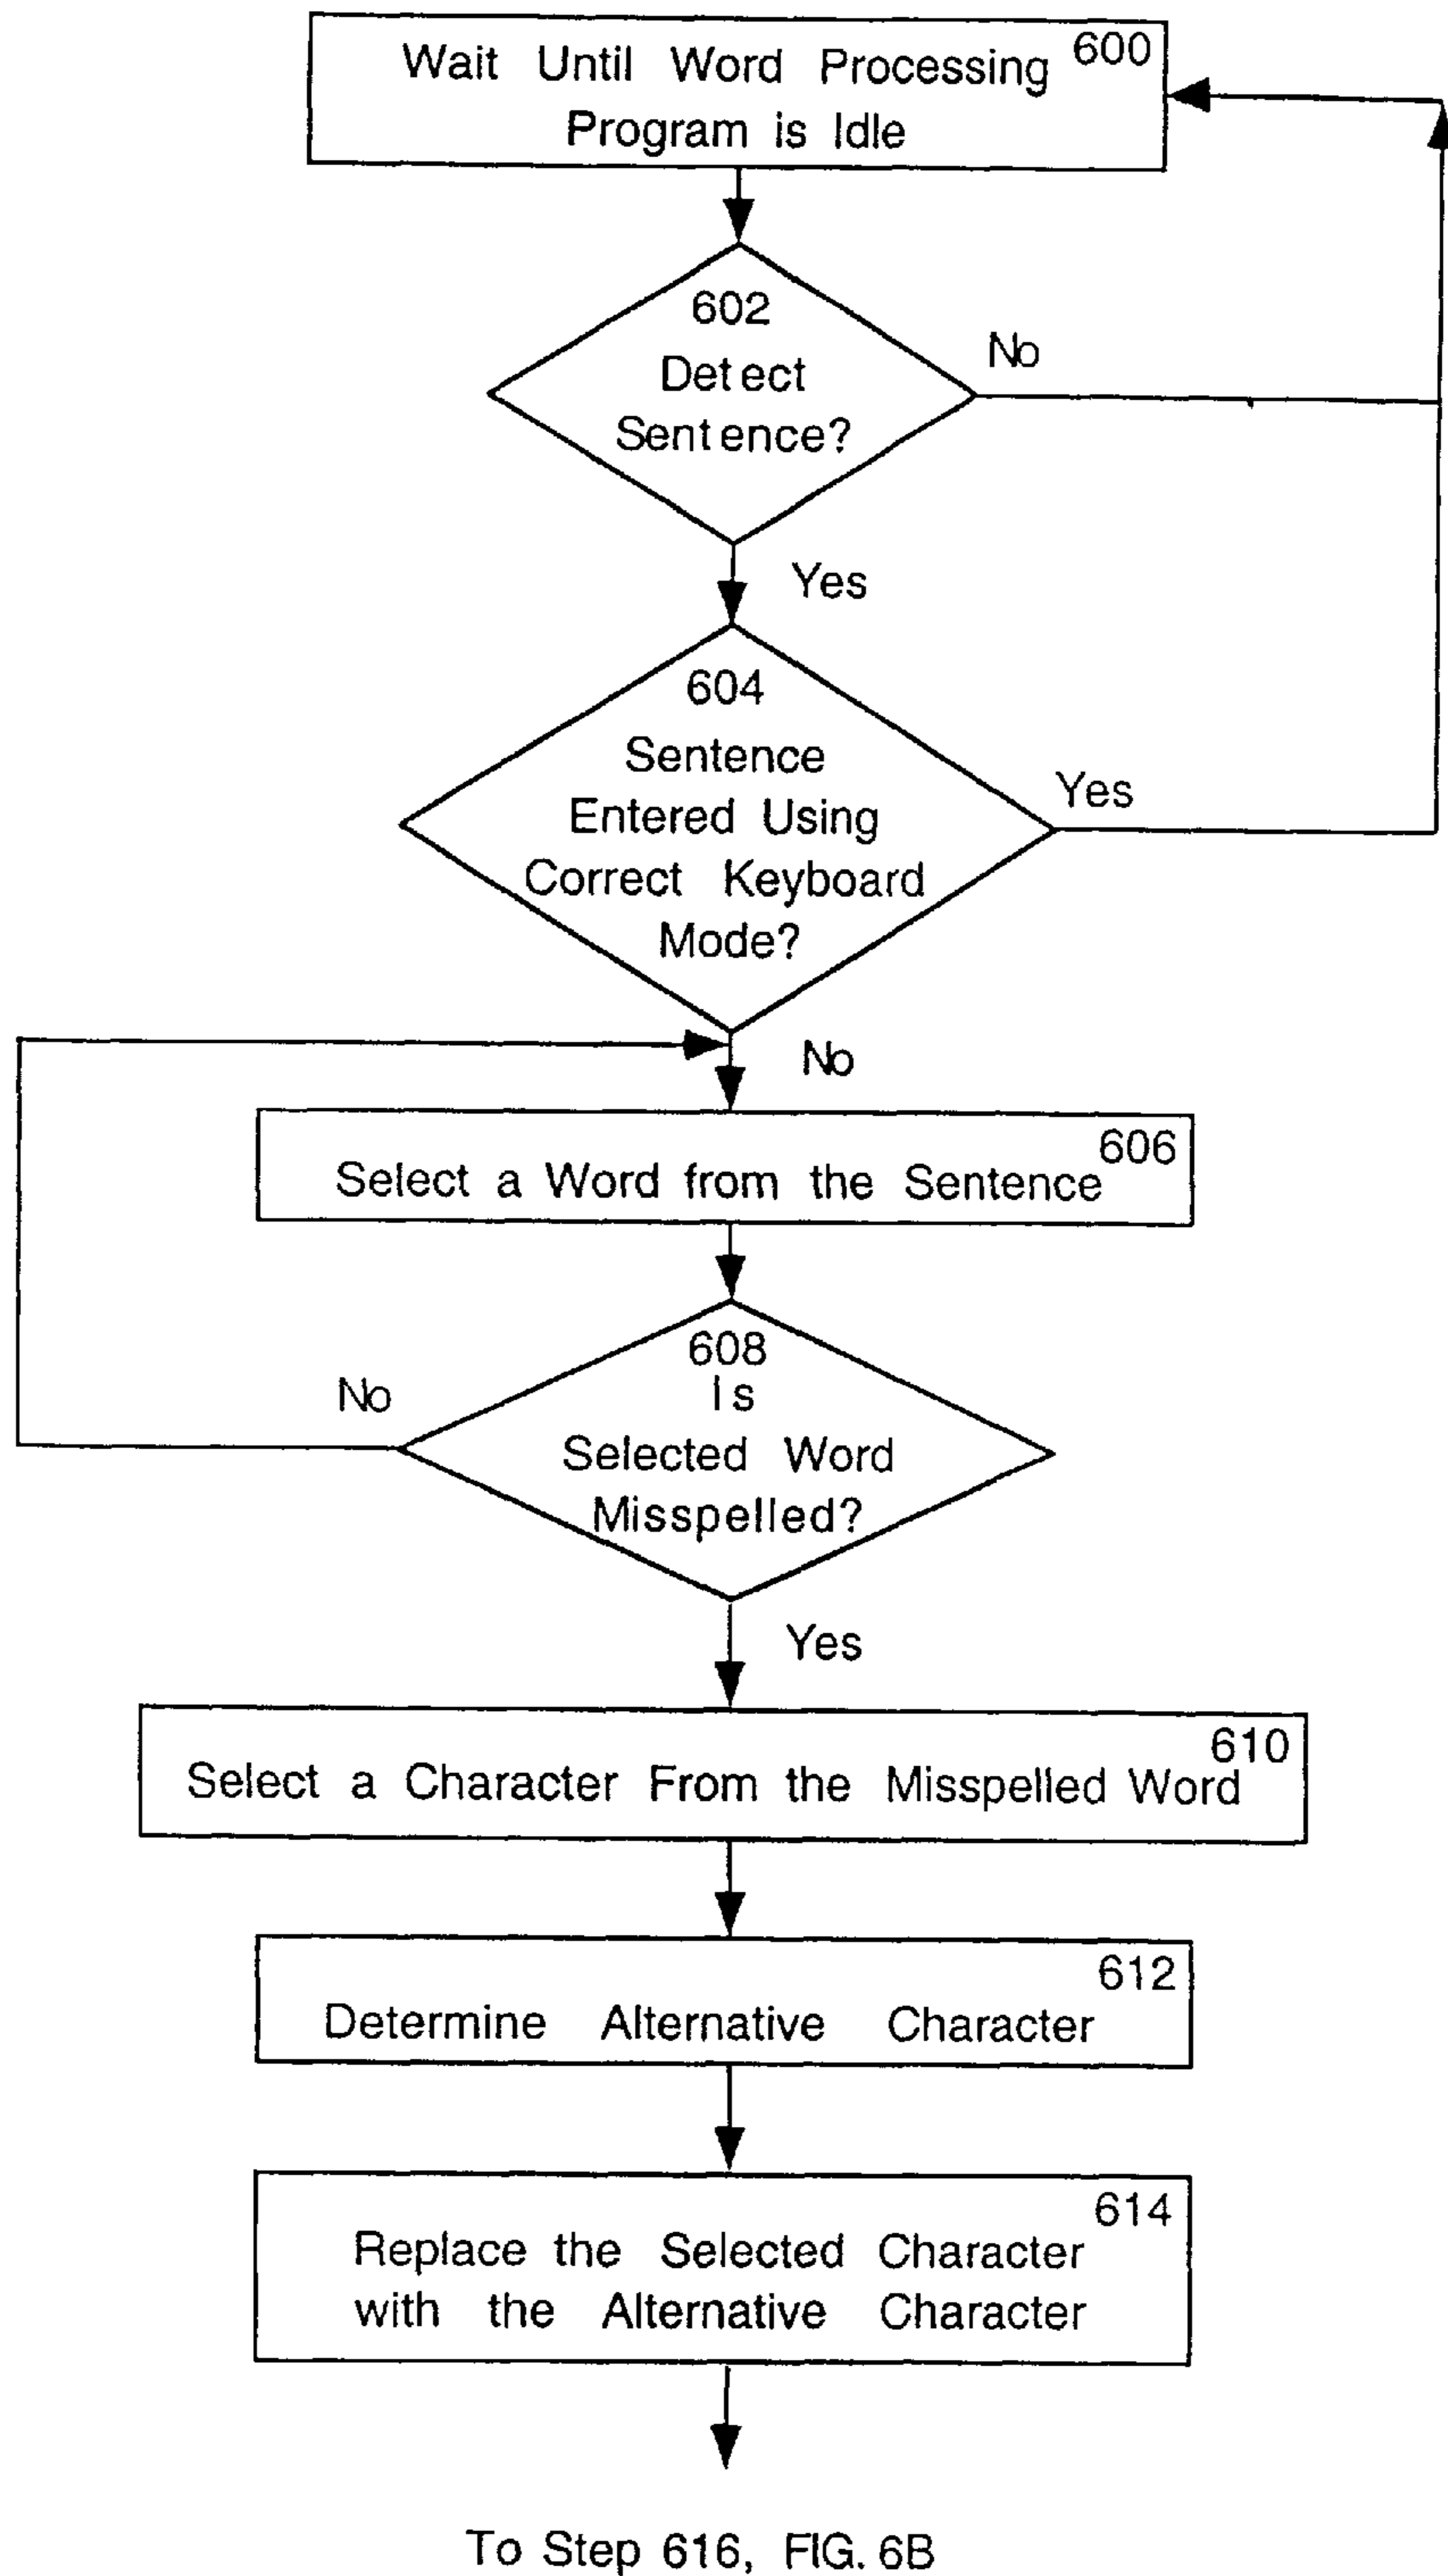 600
Wait Until Word Processing
Program is Idle
602
Detect
Sentence?
No
Yes
604
Sentence
Entered Using
Correct Keyboard
Mode?
Yes
No
606
Select a Word from the Sentence
608
Is
Selected Word
Misspelled?
No
Yes
610
Select a Character From the Misspelled Word
612
Determine Alternative Character
614
Replace the Selected Character
with the Alternative Character
To Step 616, FIG. 6B